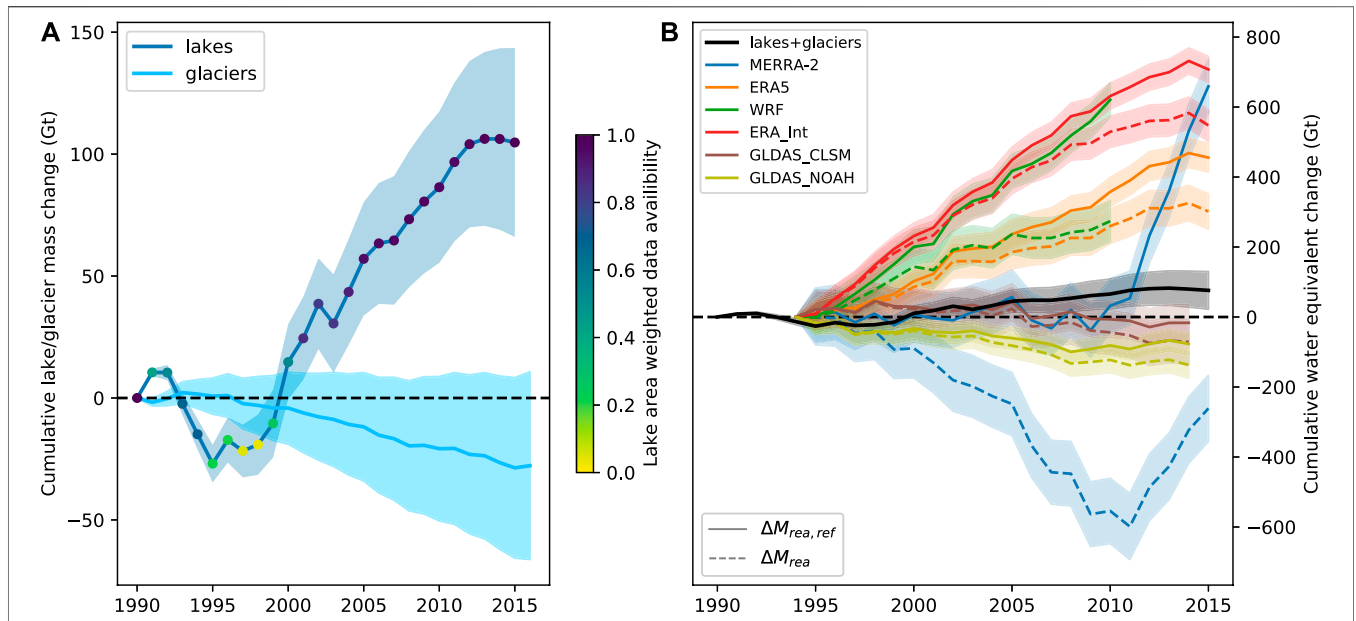 A
lakes
glaciers
150
100
50
0
−50
Cumulative lake/glacier mass change (Gt)
1990 1995 2000 2005 2010 2015
1.0
0.8
0.6
0.4
0.2
0.0
Lake area weighted data availibility
B
lakes+glaciers
MERRA-2
ERA5
WRF
ERA_Int
GLDAS_CLSM
GLDAS_NOAH
ΔM_rea, ref
ΔM_rea
800
600
400
200
0
−200
−400
−600
Cumulative water equivalent change (Gt)
1990 1995 2000 2005 2010 2015